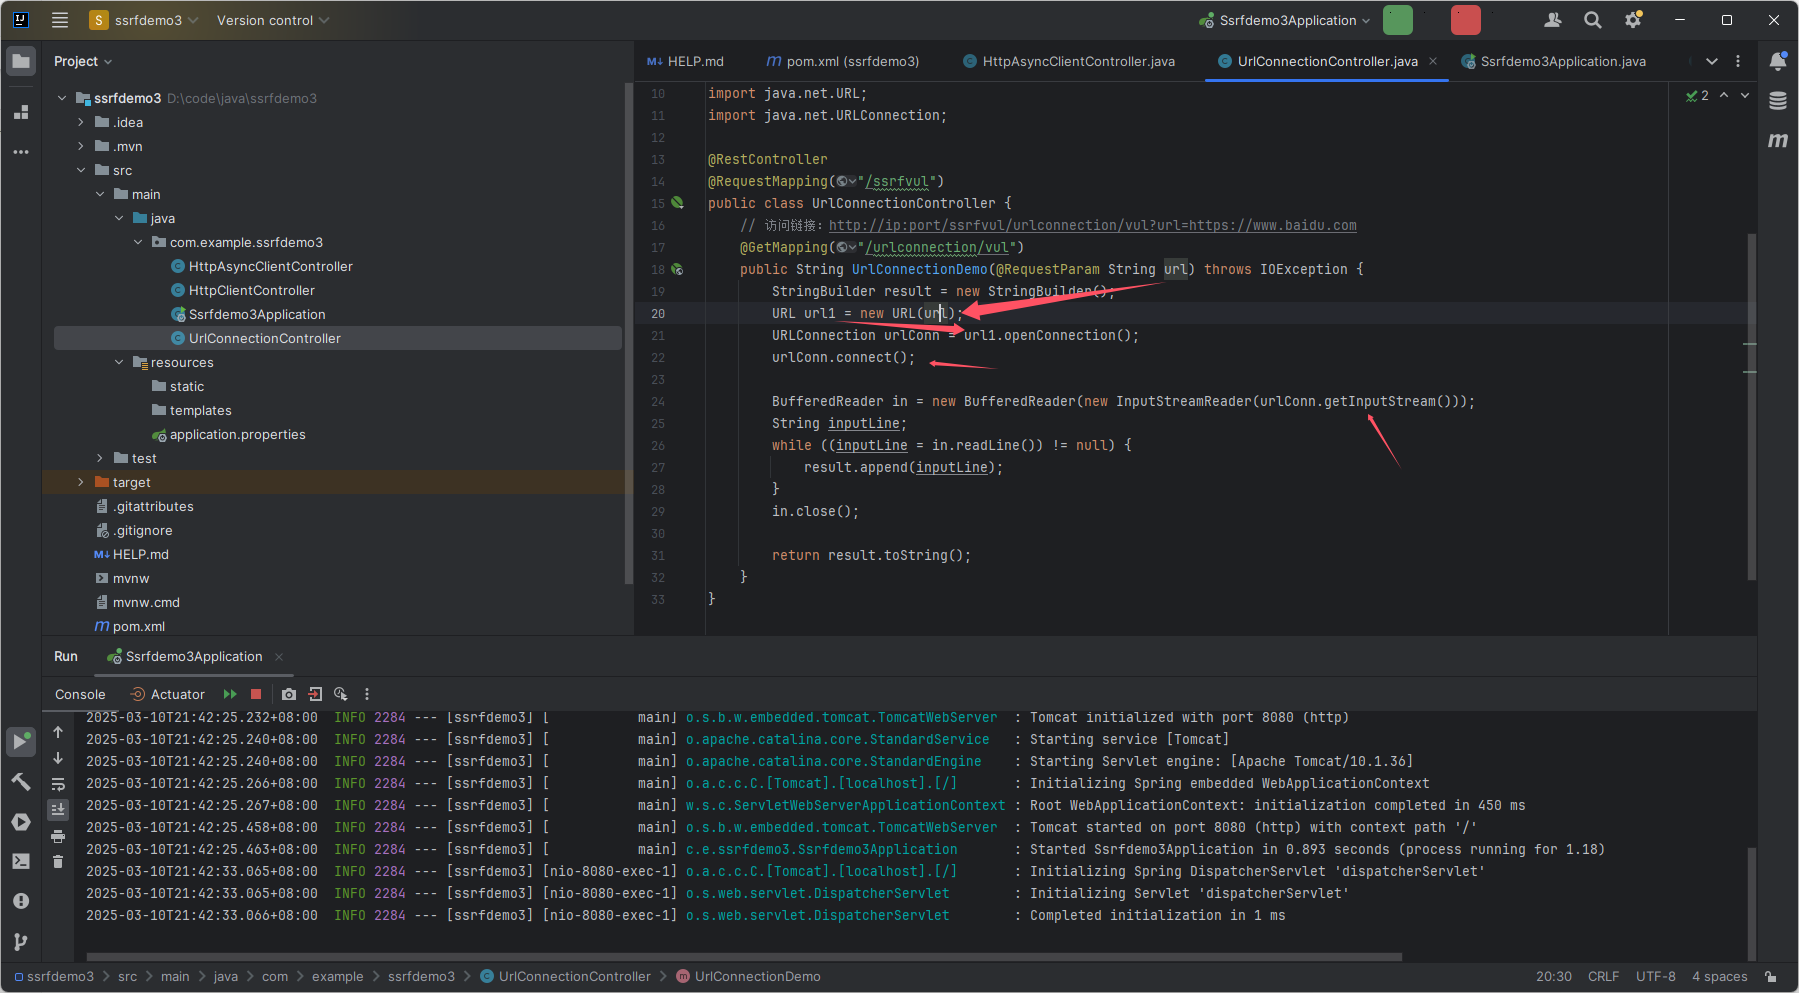 S ssrfdemo3 Version control Ssrfdemo3Application
Project
HELP.md pom.xml (ssrfdemo3) HttpAsyncClientController.java UrlConnectionController.java Ssrfdemo3Application.java
ssrfdemo3 D:\code\java\ssrfdemo3
.idea
.mvn
src
main
java
com.example.ssrfdemo3
HttpAsyncClientController
HttpClientController
Ssrfdemo3Application
UrlConnectionController
resources
static
templates
application.properties
test
target
.gitattributes
.gitignore
HELP.md
mvnw
mvnw.cmd
pom.xml
2
10 import java.net.URL;
11 import java.net.URLConnection;
12
13 @RestController
14 @RequestMapping("/ssrfvul")
15 public class UrlConnectionController {
16 // 访问链接：http://ip:port/ssrfvul/urlconnection/vul?url=https://www.baidu.com
17 @GetMapping("/urlconnection/vul")
18 public String UrlConnectionDemo(@RequestParam String url) throws IOException {
19 StringBuilder result = new StringBuilder();
20 URL url1 = new URL(url);
21 URLConnection urlConn = url1.openConnection();
22 urlConn.connect();
23
24 BufferedReader in = new BufferedReader(new InputStreamReader(urlConn.getInputStream()));
25 String inputLine;
26 while ((inputLine = in.readLine()) != null) {
27 result.append(inputLine);
28 }
29 in.close();
30
31 return result.toString();
32 }
33 }
Run Ssrfdemo3Application
Console Actuator
2025-03-10T21:42:25.232+08:00 INFO 2284 --- [ssrfdemo3] [ main] o.s.b.w.embedded.tomcat.TomcatWebServer : Tomcat initialized with port 8080 (http)
2025-03-10T21:42:25.240+08:00 INFO 2284 --- [ssrfdemo3] [ main] o.apache.catalina.core.StandardService : Starting service [Tomcat]
2025-03-10T21:42:25.240+08:00 INFO 2284 --- [ssrfdemo3] [ main] o.apache.catalina.core.StandardEngine : Starting Servlet engine: [Apache Tomcat/10.1.36]
2025-03-10T21:42:25.266+08:00 INFO 2284 --- [ssrfdemo3] [ main] o.a.c.c.C.[Tomcat].[localhost].[/] : Initializing Spring embedded WebApplicationContext
2025-03-10T21:42:25.267+08:00 INFO 2284 --- [ssrfdemo3] [ main] w.s.c.ServletWebServerApplicationContext : Root WebApplicationContext: initialization completed in 450 ms
2025-03-10T21:42:25.458+08:00 INFO 2284 --- [ssrfdemo3] [ main] o.s.b.w.embedded.tomcat.TomcatWebServer : Tomcat started on port 8080 (http) with context path '/'
2025-03-10T21:42:25.463+08:00 INFO 2284 --- [ssrfdemo3] [ main] c.e.ssrfdemo3.Ssrfdemo3Application : Started Ssrfdemo3Application in 0.893 seconds (process running for 1.18)
2025-03-10T21:42:33.065+08:00 INFO 2284 --- [ssrfdemo3] [nio-8080-exec-1] o.a.c.c.C.[Tomcat].[localhost].[/] : Initializing Spring DispatcherServlet 'dispatcherServlet'
2025-03-10T21:42:33.065+08:00 INFO 2284 --- [ssrfdemo3] [nio-8080-exec-1] o.s.web.servlet.DispatcherServlet : Initializing Servlet 'dispatcherServlet'
2025-03-10T21:42:33.066+08:00 INFO 2284 --- [ssrfdemo3] [nio-8080-exec-1] o.s.web.servlet.DispatcherServlet : Completed initialization in 1 ms
ssrfdemo3 > src > main > java > com > example > ssrfdemo3 > UrlConnectionController > UrlConnectionDemo 20:30 CRLF UTF-8 4 spaces